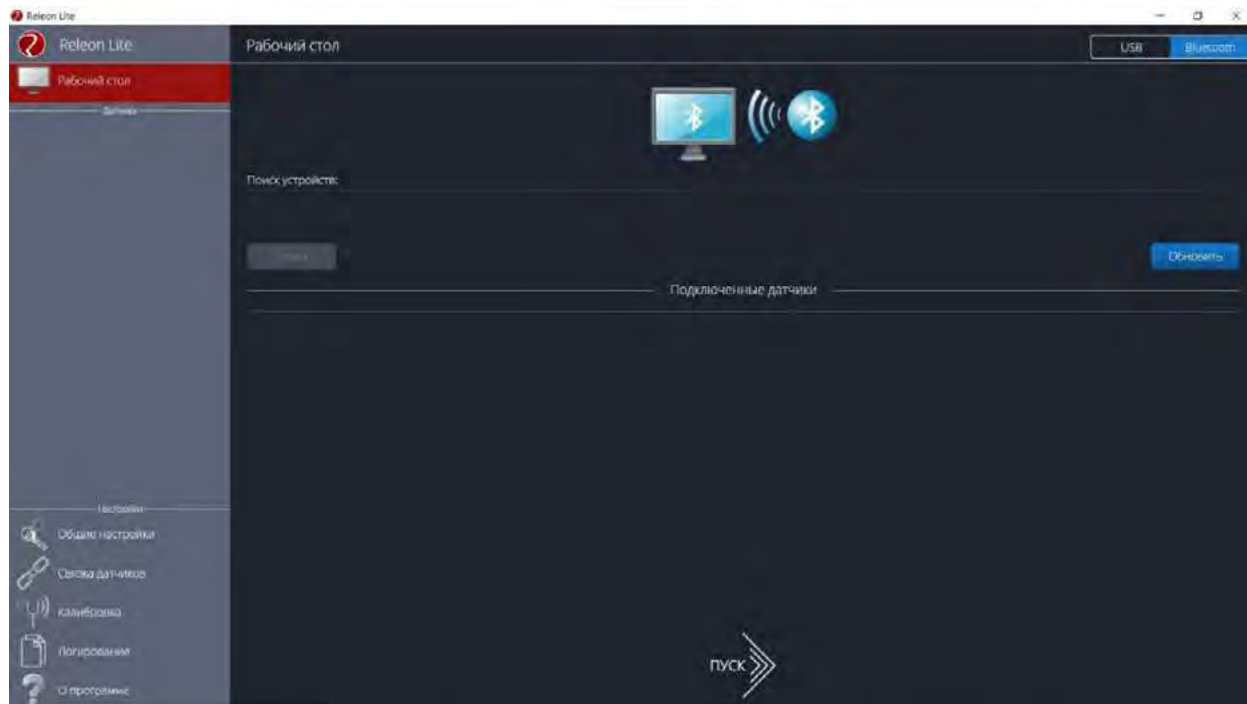 Releon Lite
Releon Lite
Рабочий стол
USB
Bluetooth
Рабочий стол
Датчики
Поиск устройств:
Обновить
Подключенные датчики
Настройки
Общие настройки
Связка датчиков
Калибровка
Логирование
О программе
ПУСК